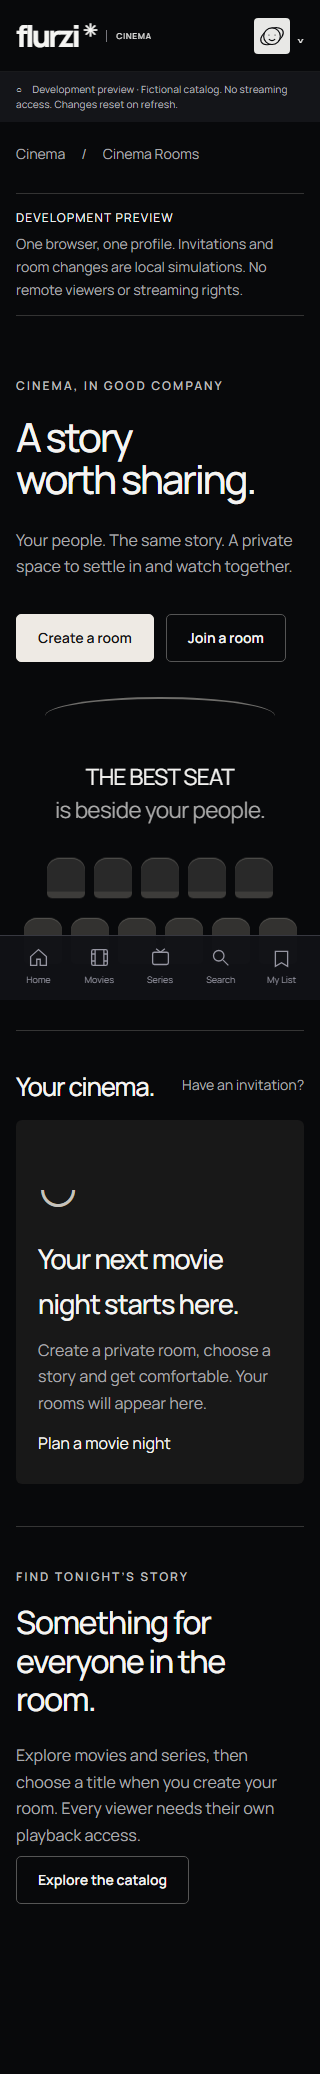 flurzi* | CINEMA
Development preview · Fictional catalog. No streaming
access. Changes reset on refresh.
Cinema / Cinema Rooms
DEVELOPMENT PREVIEW
One browser, one profile. Invitations and
room changes are local simulations. No
remote viewers or streaming rights.
CINEMA, IN GOOD COMPANY
A story
worth sharing.
Your people. The same story. A private
space to settle in and watch together.
Create a room
Join a room
THE BEST SEAT
is beside your people.
Home
Movies
Series
Search
My List
Your cinema.
Have an invitation?
Your next movie
night starts here.
Create a private room, choose a
story and get comfortable. Your
rooms will appear here.
Plan a movie night
FIND TONIGHT'S STORY
Something for
everyone in the
room.
Explore movies and series, then
choose a title when you create your
room. Every viewer needs their own
playback access.
Explore the catalog